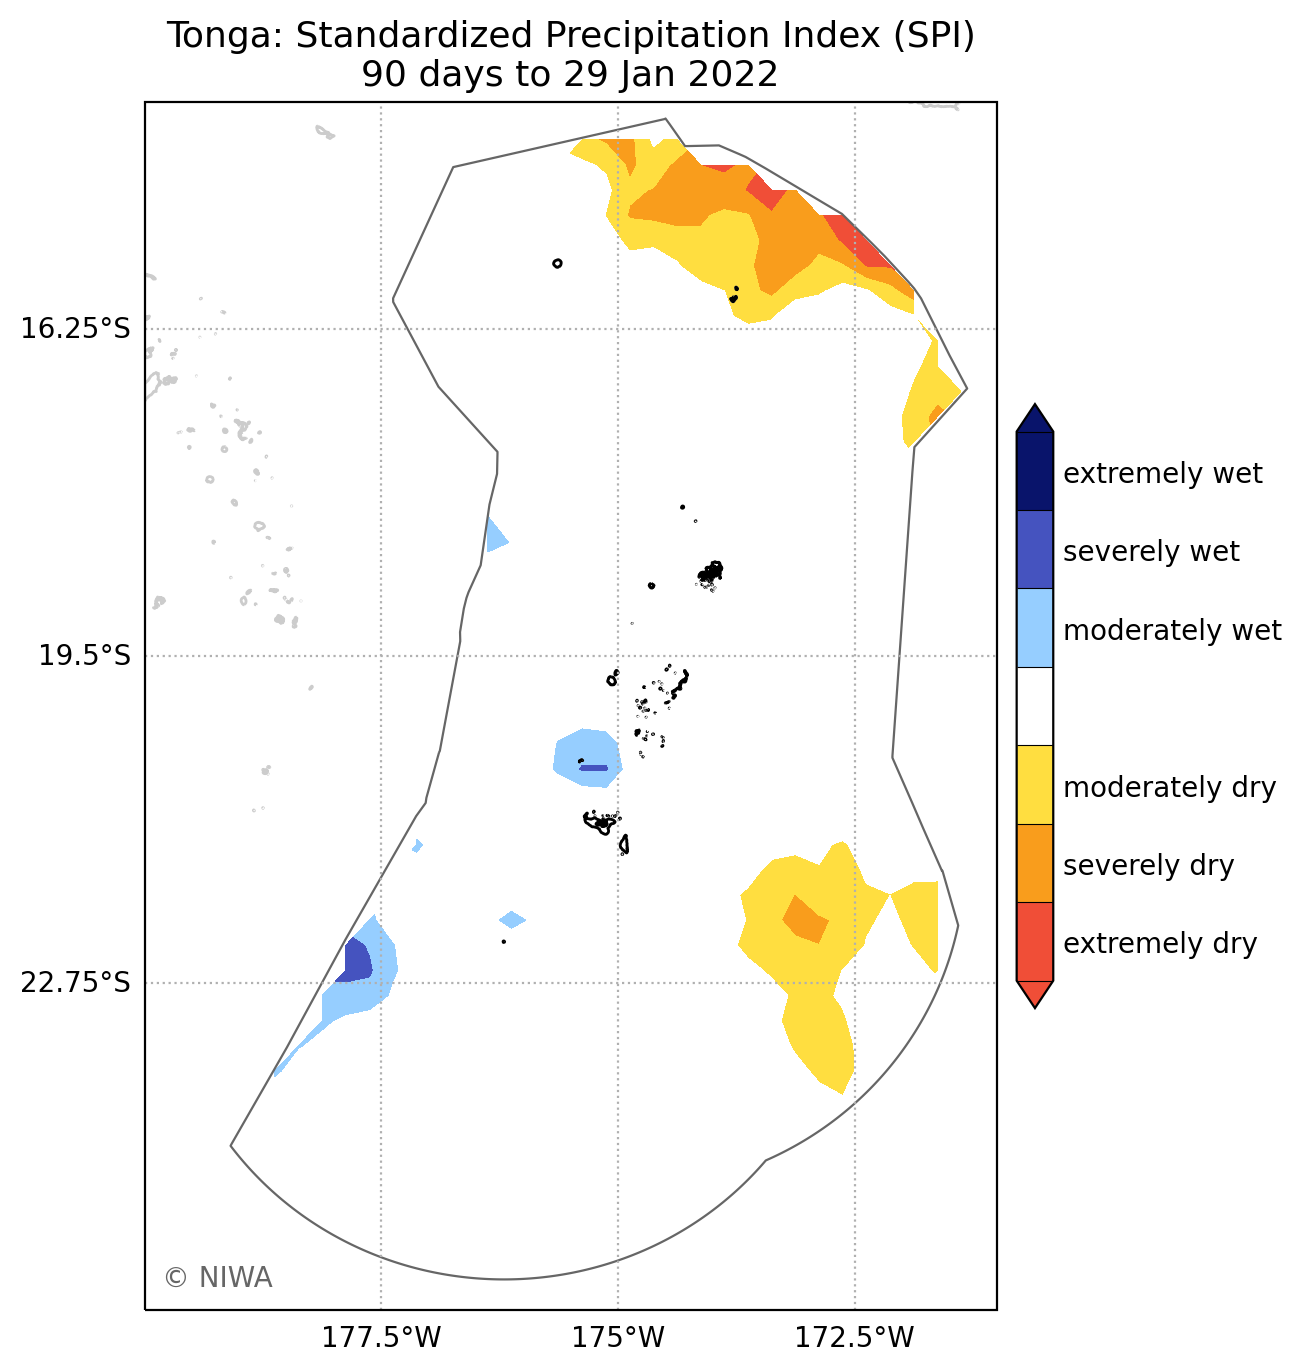 Tonga: Standardized Precipitation Index (SPI)
90 days to 29 Jan 2022
16.25°S
19.5°S
22.75°S
177.5°W
175°W
172.5°W
extremely wet
severely wet
moderately wet
moderately dry
severely dry
extremely dry
© NIWA